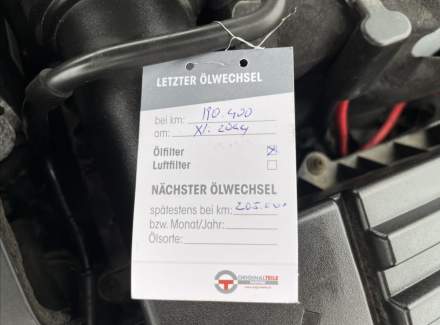 LETZTER ÖLWECHSEL
bei km: 190.400
am: XI. 2024
Ölfilter ☒
Luftfilter ☐
NÄCHSTER ÖLWECHSEL
spätestens bei km: 205.000
bzw. Monat/Jahr:
Ölsorte:
ORIGINALTEILE